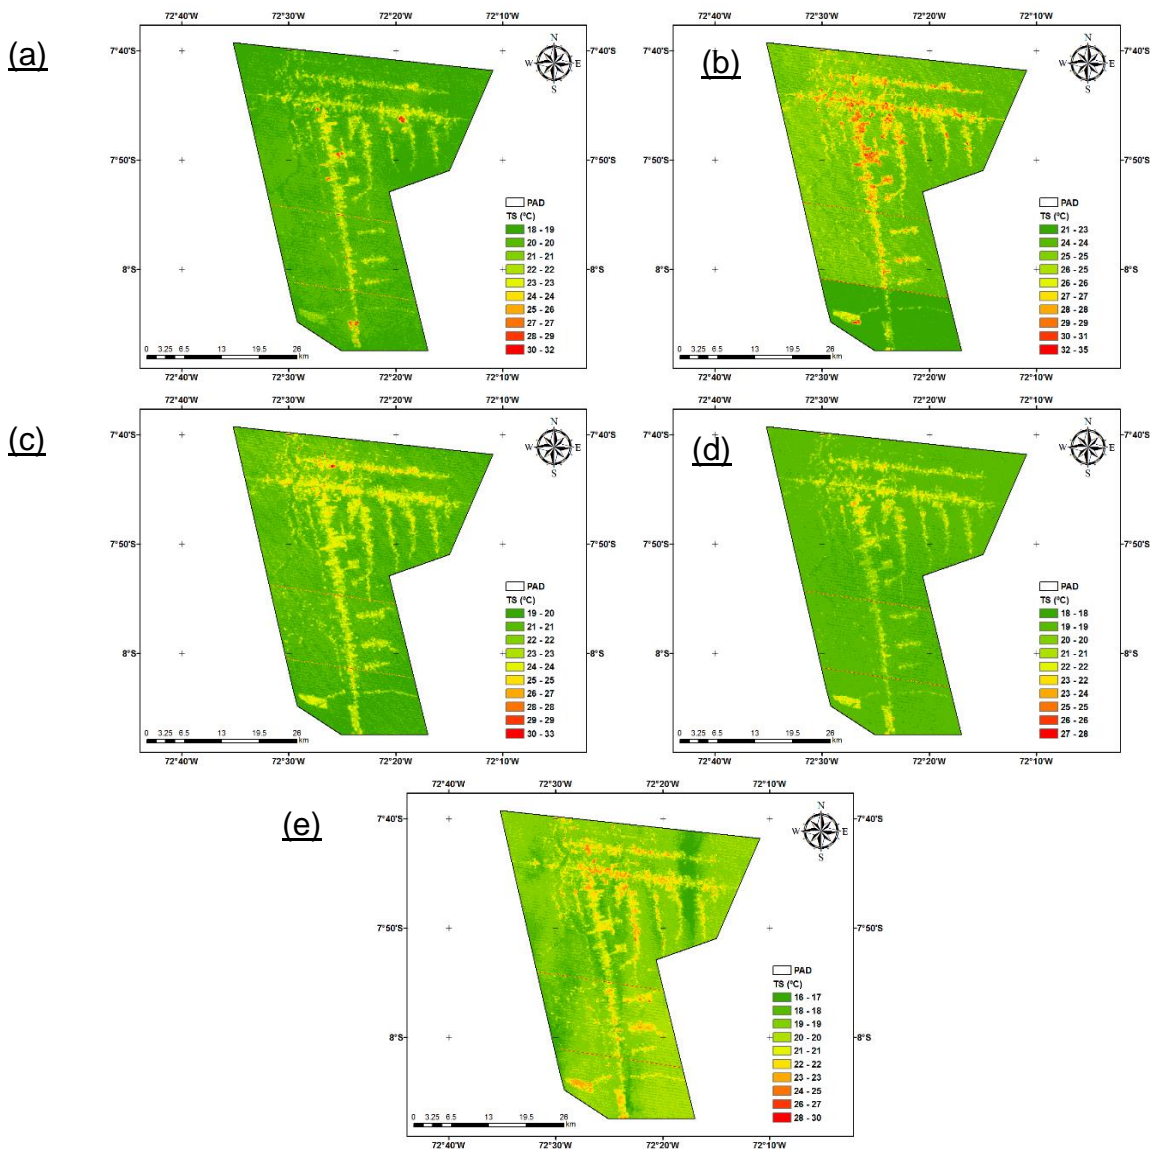 (a)
72°40'W 72°30'W 72°20'W 72°10'W
7°40'S 7°40'S
N
W E
S
7°50'S 7°50'S
PAD
TS (ºC)
18 - 19
20 - 20
21 - 21
22 - 22
23 - 23
24 - 24
25 - 26
27 - 27
28 - 29
30 - 32
8°S 8°S
0 3.25 6.5 13 19.5 26
km
72°40'W 72°30'W 72°20'W 72°10'W
(b)
72°40'W 72°30'W 72°20'W 72°10'W
7°40'S 7°40'S
N
W E
S
7°50'S 7°50'S
PAD
TS (ºC)
21 - 23
24 - 24
25 - 25
26 - 25
26 - 26
27 - 27
28 - 28
29 - 29
30 - 31
32 - 35
8°S 8°S
0 3.25 6.5 13 19.5 26
km
72°40'W 72°30'W 72°20'W 72°10'W
(c)
72°40'W 72°30'W 72°20'W 72°10'W
7°40'S 7°40'S
N
W E
S
7°50'S 7°50'S
PAD
TS (ºC)
19 - 20
21 - 21
22 - 22
23 - 23
24 - 24
25 - 25
26 - 27
28 - 28
29 - 29
30 - 33
8°S 8°S
0 3.25 6.5 13 19.5 26
km
72°40'W 72°30'W 72°20'W 72°10'W
(d)
72°40'W 72°30'W 72°20'W 72°10'W
7°40'S 7°40'S
N
W E
S
7°50'S 7°50'S
PAD
TS (ºC)
18 - 18
19 - 19
20 - 20
21 - 21
22 - 22
23 - 22
23 - 24
25 - 25
26 - 26
27 - 28
8°S 8°S
0 3.25 6.5 13 19.5 26
km
72°40'W 72°30'W 72°20'W 72°10'W
(e)
72°40'W 72°30'W 72°20'W 72°10'W
7°40'S 7°40'S
N
W E
S
7°50'S 7°50'S
PAD
TS (ºC)
16 - 17
18 - 18
19 - 19
20 - 20
21 - 21
22 - 22
23 - 23
24 - 25
26 - 27
28 - 30
8°S 8°S
0 3.25 6.5 13 19.5 26
km
72°40'W 72°30'W 72°20'W 72°10'W